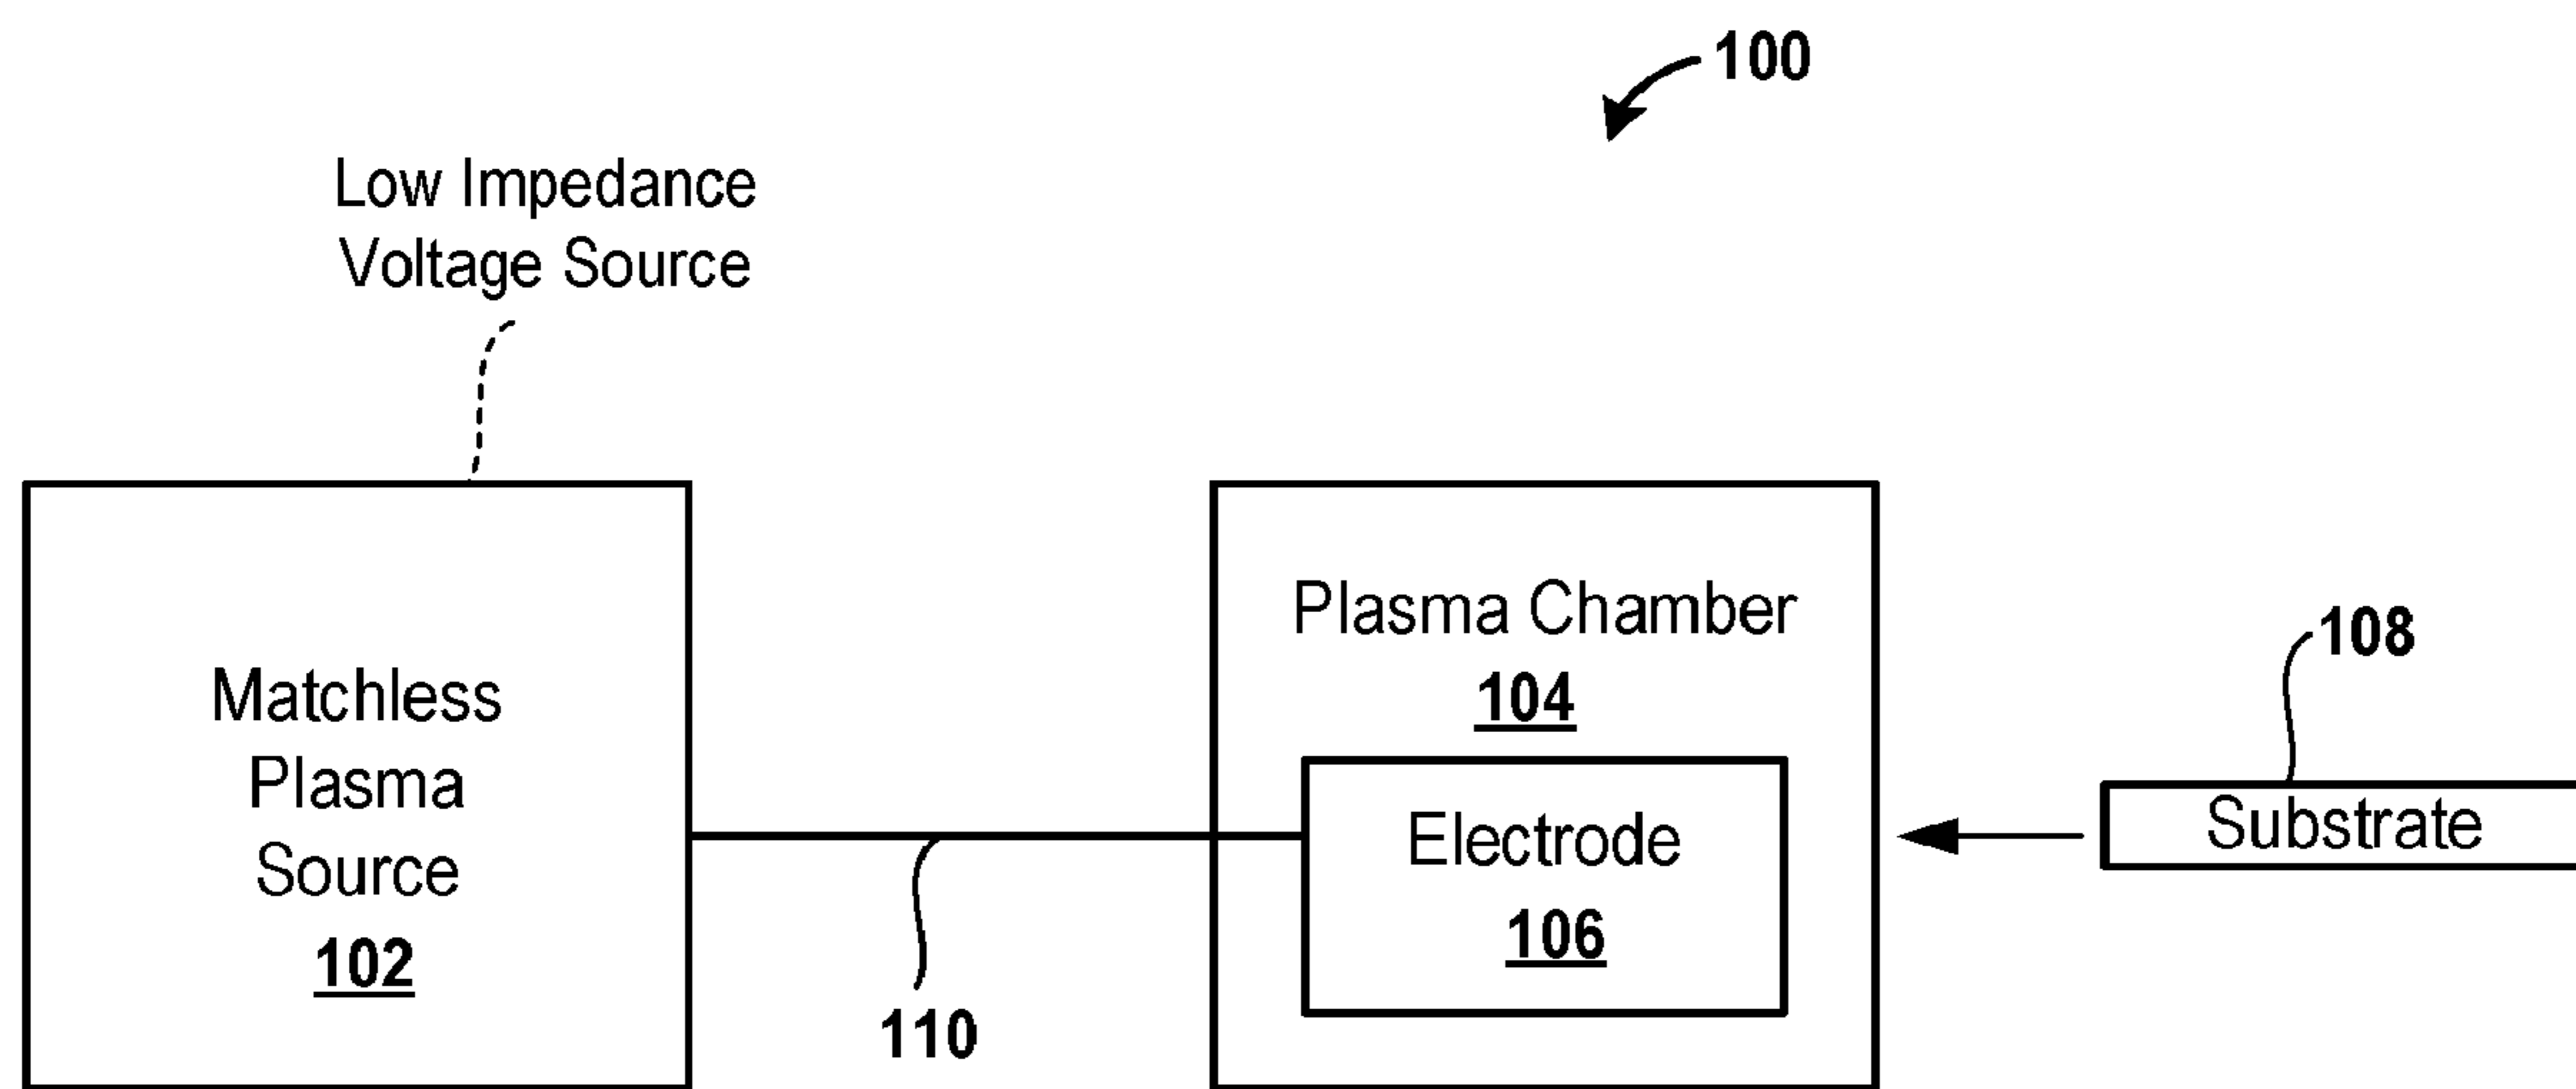 100
Low Impedance
Voltage Source
Matchless
Plasma
Source
102
110
Plasma Chamber
104
Electrode
106
108
Substrate